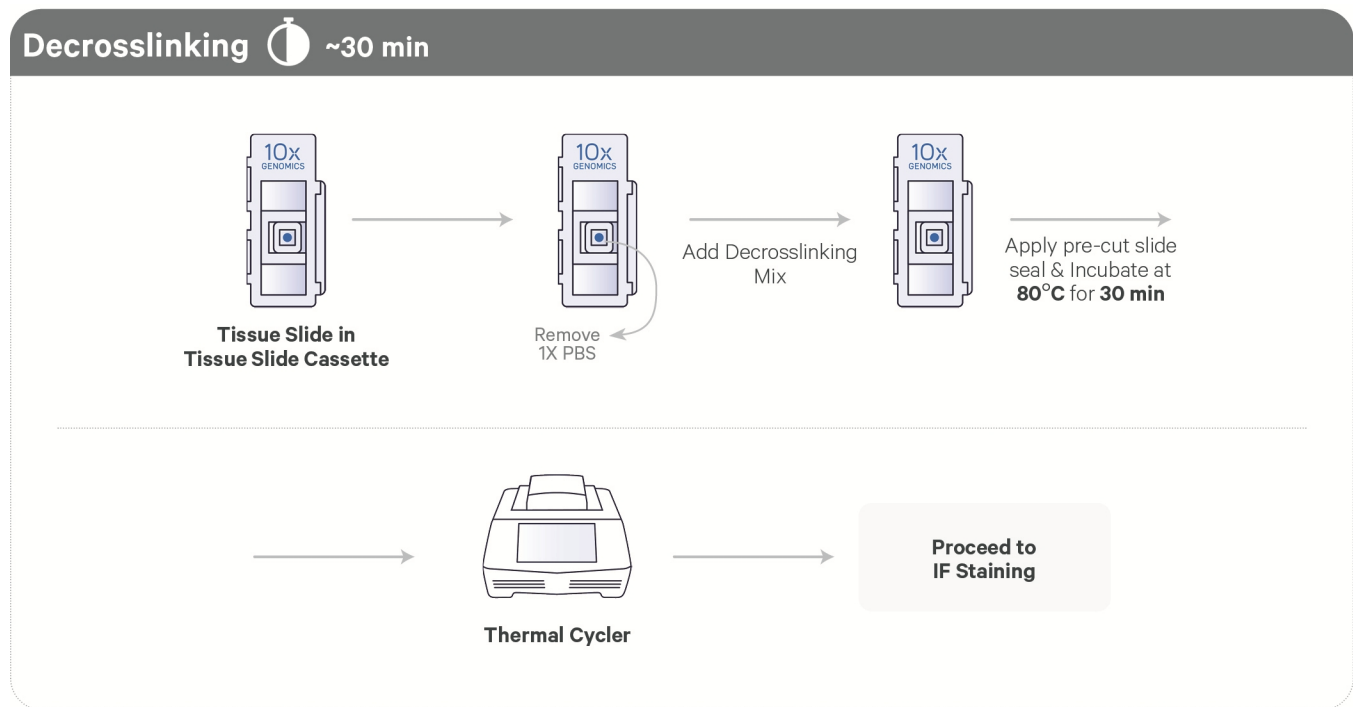 Decrosslinking ~30 min
10x
GENOMICS
10x
GENOMICS
10x
GENOMICS
Tissue Slide in
Tissue Slide Cassette
Remove
1X PBS
Add Decrosslinking
Mix
Apply pre-cut slide
seal & Incubate at
80°C for 30 min
Thermal Cycler
Proceed to
IF Staining